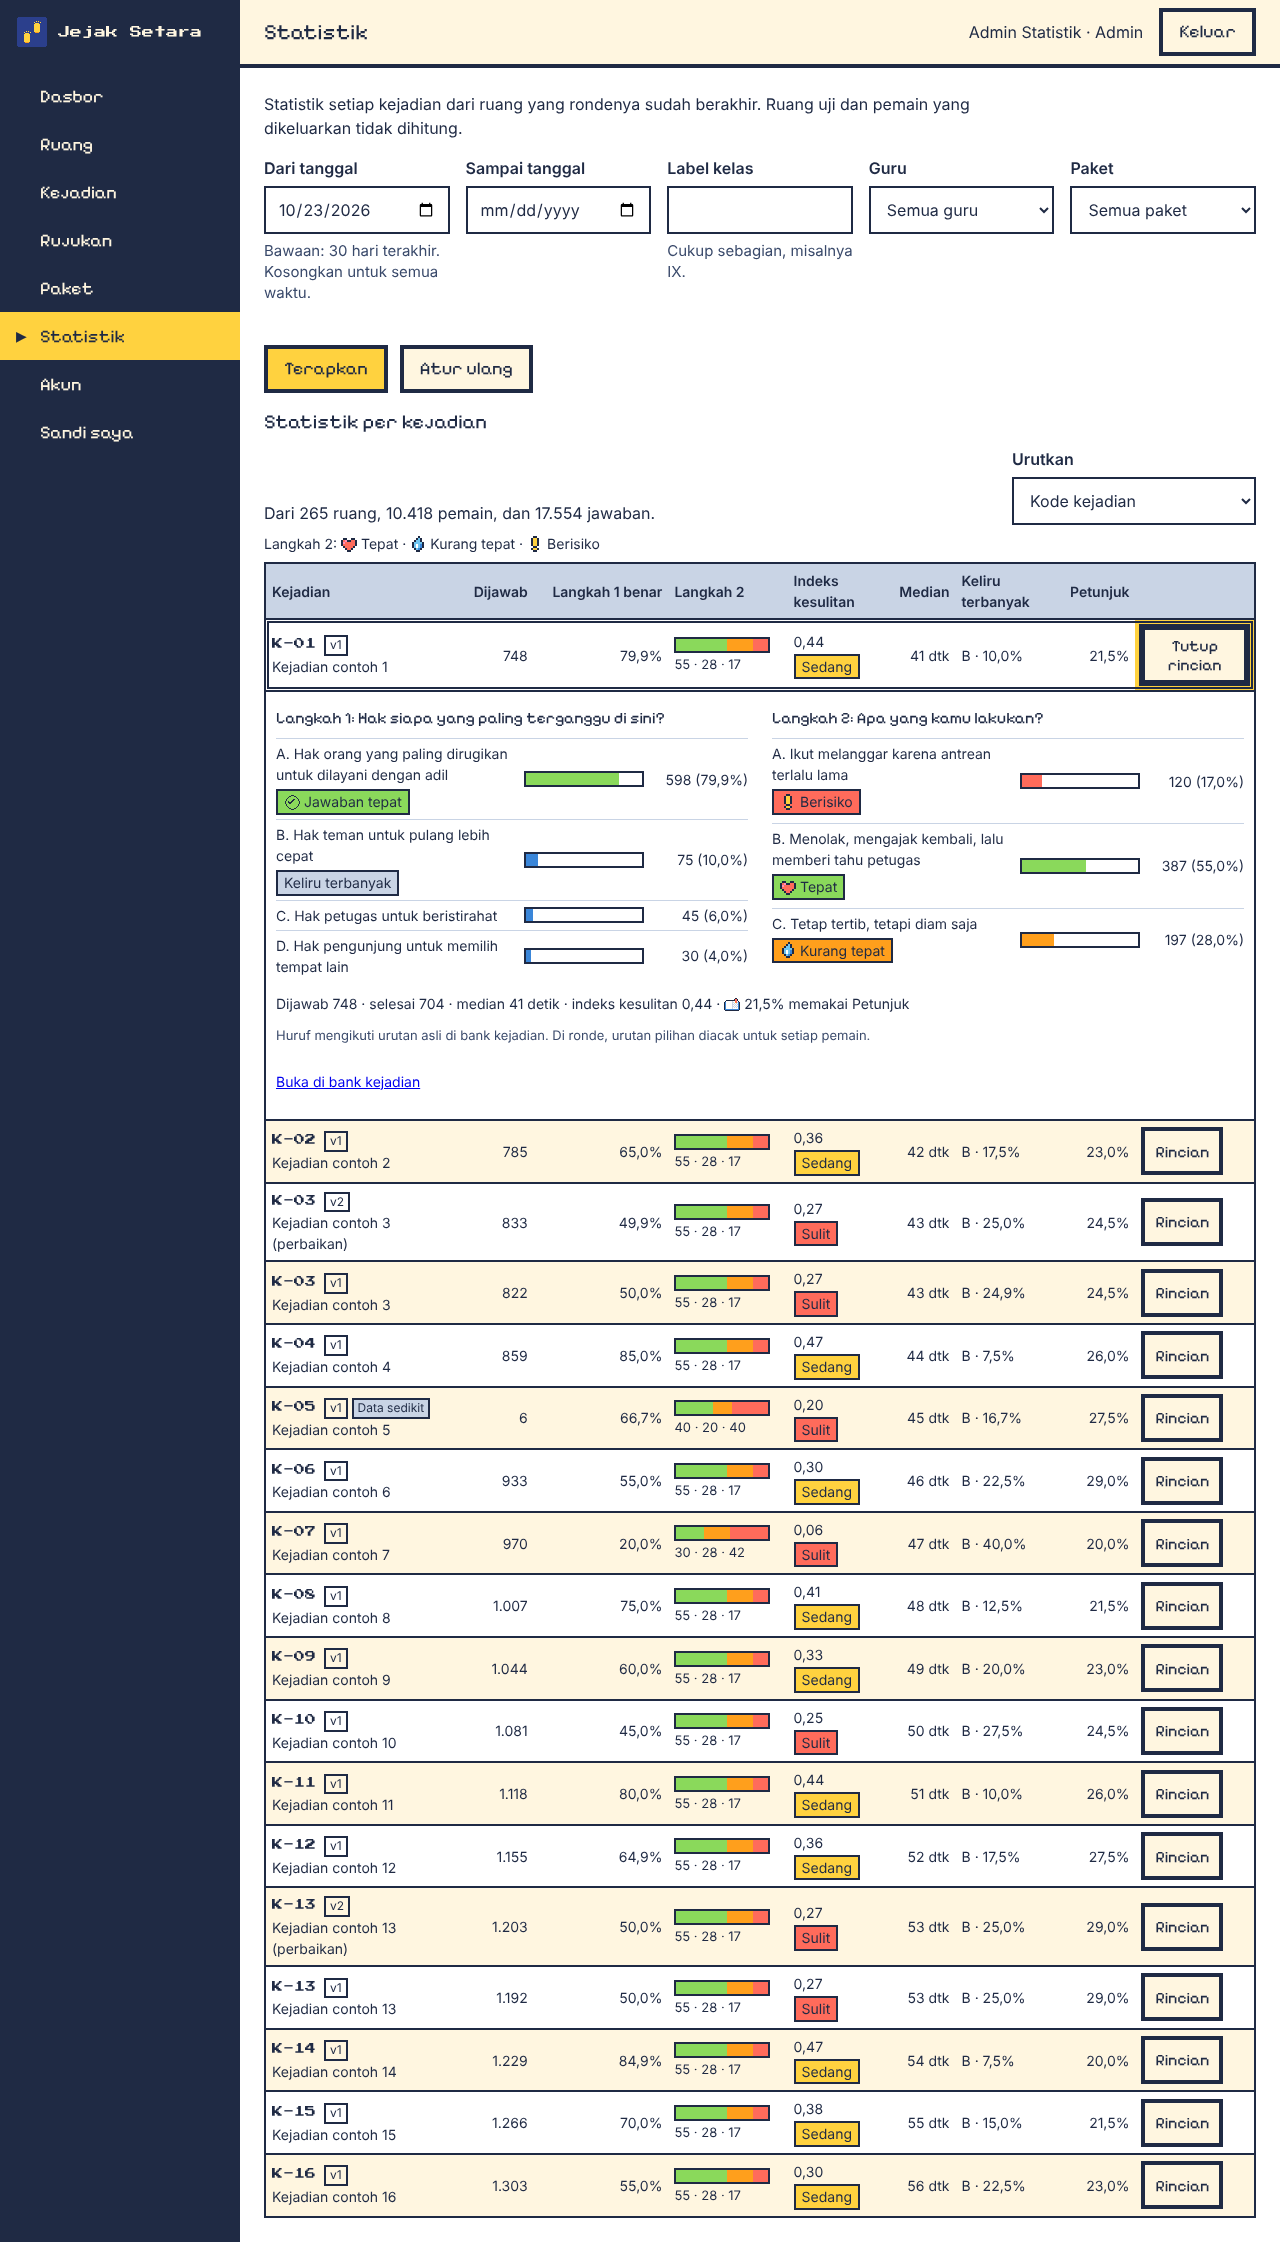 Jejak Setara
Dasbor
Ruang
Kejadian
Rujukan
Paket
► Statistik
Akun
Sandi saya
Statistik
Admin Statistik · Admin
Keluar
Statistik setiap kejadian dari ruang yang rondenya sudah berakhir. Ruang uji dan pemain yang
dikeluarkan tidak dihitung.
Dari tanggal
10/23/2026
Bawaan: 30 hari terakhir.
Kosongkan untuk semua
waktu.
Sampai tanggal
mm/dd/yyyy
Label kelas
Cukup sebagian, misalnya
IX.
Guru
Semua guru
Paket
Semua paket
Terapkan
Atur ulang
Statistik per kejadian
Urutkan
Kode kejadian
Dari 265 ruang, 10.418 pemain, dan 17.554 jawaban.
Langkah 2: Tepat · Kurang tepat · Berisiko
Kejadian Dijawab Langkah 1 benar Langkah 2 Indeks kesulitan Median Keliru terbanyak Petunjuk
K-01 v1 Kejadian contoh 1 748 79,9% 55 · 28 · 17 0,44 Sedang 41 dtk B · 10,0% 21,5% Tutup rincian
Langkah 1: Hak siapa yang paling terganggu di sini?
A. Hak orang yang paling dirugikan
untuk dilayani dengan adil
Jawaban tepat
598 (79,9%)
B. Hak teman untuk pulang lebih
cepat
Keliru terbanyak
75 (10,0%)
C. Hak petugas untuk beristirahat
45 (6,0%)
D. Hak pengunjung untuk memilih
tempat lain
30 (4,0%)
Langkah 2: Apa yang kamu lakukan?
A. Ikut melanggar karena antrean
terlalu lama
Berisiko
120 (17,0%)
B. Menolak, mengajak kembali, lalu
memberi tahu petugas
Tepat
387 (55,0%)
C. Tetap tertib, tetapi diam saja
Kurang tepat
197 (28,0%)
Dijawab 748 · selesai 704 · median 41 detik · indeks kesulitan 0,44 · 21,5% memakai Petunjuk
Huruf mengikuti urutan asli di bank kejadian. Di ronde, urutan pilihan diacak untuk setiap pemain.
Buka di bank kejadian
K-02 v1 Kejadian contoh 2 785 65,0% 55 · 28 · 17 0,36 Sedang 42 dtk B · 17,5% 23,0% Rincian
K-03 v2 Kejadian contoh 3 (perbaikan) 833 49,9% 55 · 28 · 17 0,27 Sulit 43 dtk B · 25,0% 24,5% Rincian
K-03 v1 Kejadian contoh 3 822 50,0% 55 · 28 · 17 0,27 Sulit 43 dtk B · 24,9% 24,5% Rincian
K-04 v1 Kejadian contoh 4 859 85,0% 55 · 28 · 17 0,47 Sedang 44 dtk B · 7,5% 26,0% Rincian
K-05 v1 Data sedikit Kejadian contoh 5 6 66,7% 40 · 20 · 40 0,20 Sulit 45 dtk B · 16,7% 27,5% Rincian
K-06 v1 Kejadian contoh 6 933 55,0% 55 · 28 · 17 0,30 Sedang 46 dtk B · 22,5% 29,0% Rincian
K-07 v1 Kejadian contoh 7 970 20,0% 30 · 28 · 42 0,06 Sulit 47 dtk B · 40,0% 20,0% Rincian
K-08 v1 Kejadian contoh 8 1.007 75,0% 55 · 28 · 17 0,41 Sedang 48 dtk B · 12,5% 21,5% Rincian
K-09 v1 Kejadian contoh 9 1.044 60,0% 55 · 28 · 17 0,33 Sedang 49 dtk B · 20,0% 23,0% Rincian
K-10 v1 Kejadian contoh 10 1.081 45,0% 55 · 28 · 17 0,25 Sulit 50 dtk B · 27,5% 24,5% Rincian
K-11 v1 Kejadian contoh 11 1.118 80,0% 55 · 28 · 17 0,44 Sedang 51 dtk B · 10,0% 26,0% Rincian
K-12 v1 Kejadian contoh 12 1.155 64,9% 55 · 28 · 17 0,36 Sedang 52 dtk B · 17,5% 27,5% Rincian
K-13 v2 Kejadian contoh 13 (perbaikan) 1.203 50,0% 55 · 28 · 17 0,27 Sulit 53 dtk B · 25,0% 29,0% Rincian
K-13 v1 Kejadian contoh 13 1.192 50,0% 55 · 28 · 17 0,27 Sulit 53 dtk B · 25,0% 29,0% Rincian
K-14 v1 Kejadian contoh 14 1.229 84,9% 55 · 28 · 17 0,47 Sedang 54 dtk B · 7,5% 20,0% Rincian
K-15 v1 Kejadian contoh 15 1.266 70,0% 55 · 28 · 17 0,38 Sedang 55 dtk B · 15,0% 21,5% Rincian
K-16 v1 Kejadian contoh 16 1.303 55,0% 55 · 28 · 17 0,30 Sedang 56 dtk B · 22,5% 23,0% Rincian